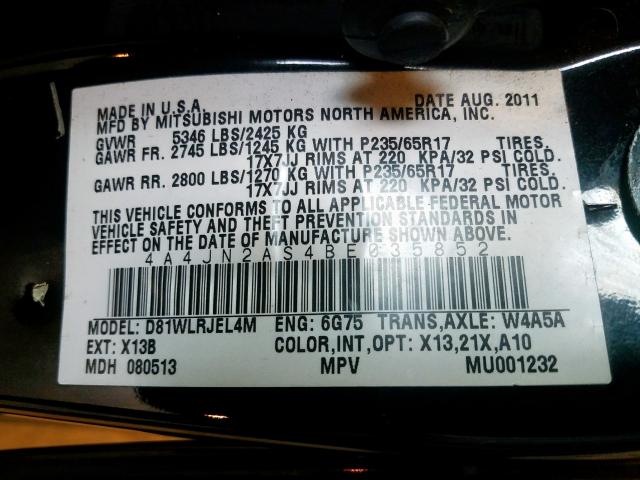 MADE IN U.S.A. DATE AUG. 2011
MFD BY MITSUBISHI MOTORS NORTH AMERICA, INC.
GVWR 5346 LBS/2425 KG
GAWR FR. 2745 LBS/1245 KG WITH P235/65R17 TIRES.
17X7JJ RIMS AT 220 KPA/32 PSI COLD.
GAWR RR. 2800 LBS/1270 KG WITH P235/65R17 TIRES.
17X7JJ RIMS AT 220 KPA/32 PSI COLD.
THIS VEHICLE CONFORMS TO ALL APPLICABLE FEDERAL MOTOR
VEHICLE SAFETY AND THEFT PREVENTION STANDARDS IN
EFFECT ON THE DATE OF MANUFACTURE SHOWN ABOVE.
4A4JN2AS4BE035852
MODEL: D81WLRJEL4M ENG: 6G75 TRANS,AXLE: W4A5A
EXT: X13B COLOR,INT,OPT: X13,21X,A10
MDH 080513 MPV MU001232